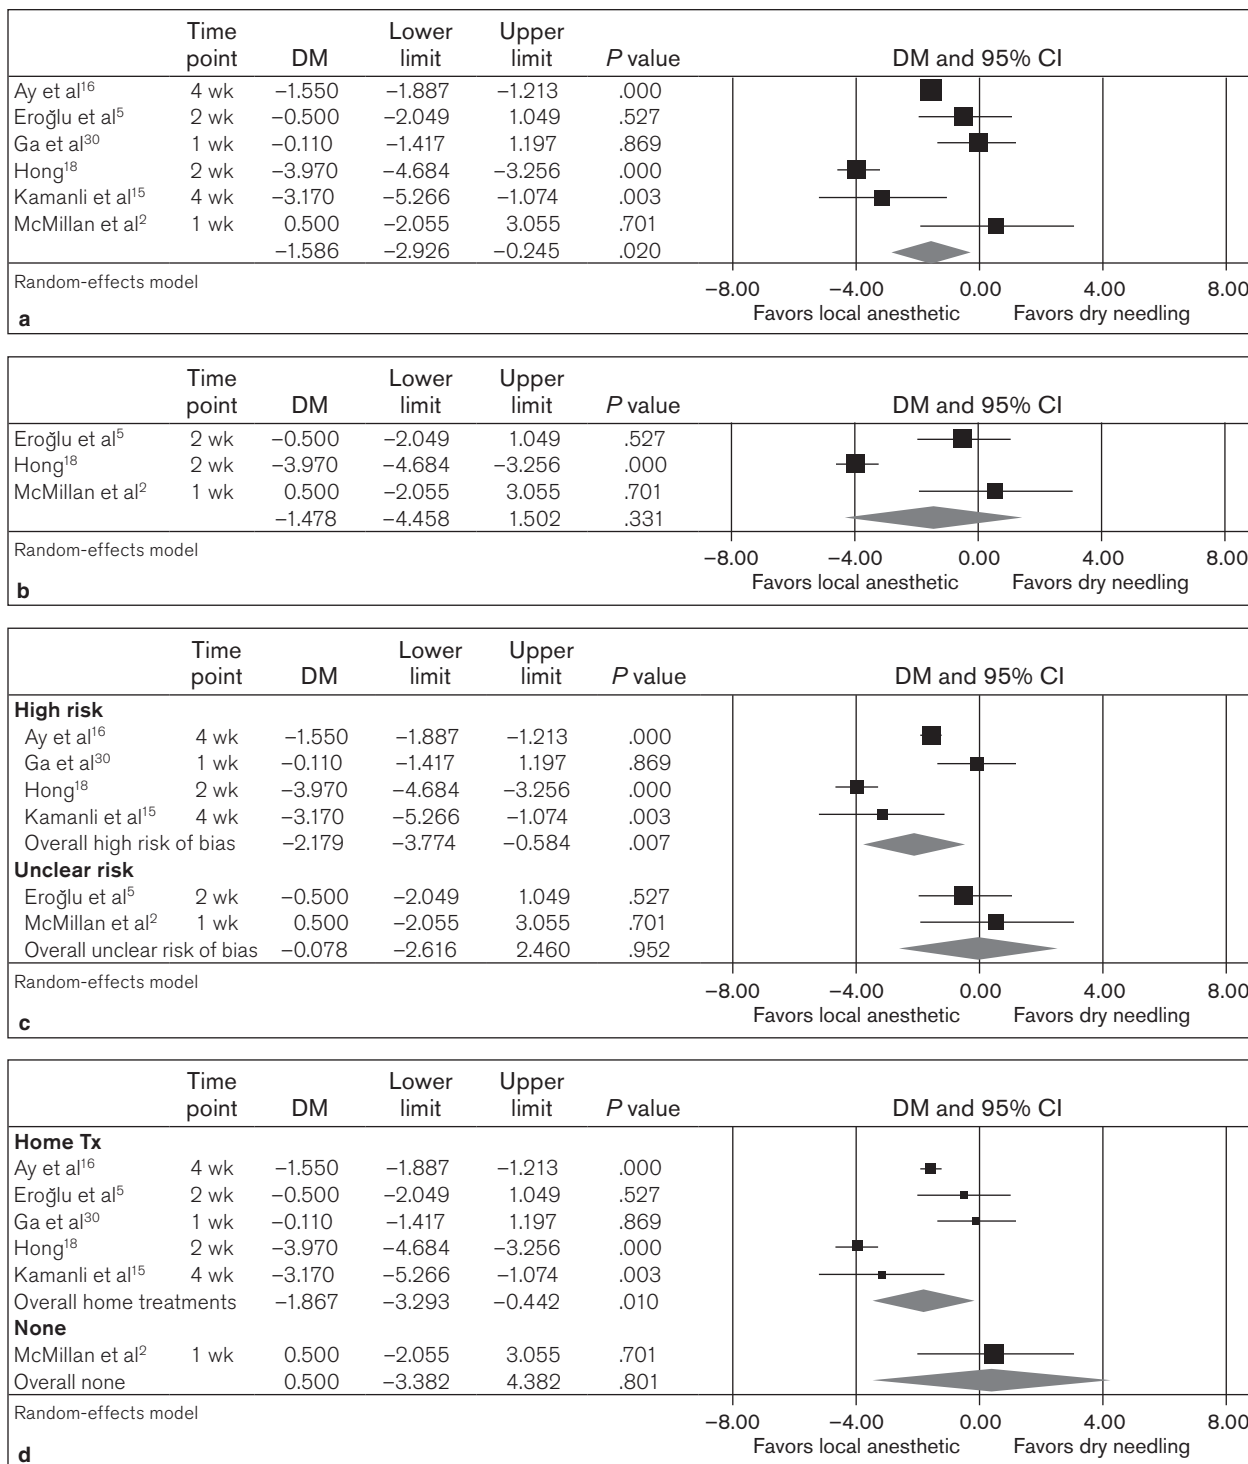 Time point DM Lower limit Upper limit P value DM and 95% CI
Ay et al16 4 wk −1.550 −1.887 −1.213 .000
Eroğlu et al5 2 wk −0.500 −2.049 1.049 .527
Ga et al30 1 wk −0.110 −1.417 1.197 .869
Hong18 2 wk −3.970 −4.684 −3.256 .000
Kamanli et al15 4 wk −3.170 −5.266 −1.074 .003
McMillan et al2 1 wk 0.500 −2.055 3.055 .701
−1.586 −2.926 −0.245 .020
Random-effects model
−8.00 −4.00 0.00 4.00 8.00
Favors local anesthetic Favors dry needling
a
Time point DM Lower limit Upper limit P value DM and 95% CI
Eroğlu et al5 2 wk −0.500 −2.049 1.049 .527
Hong18 2 wk −3.970 −4.684 −3.256 .000
McMillan et al2 1 wk 0.500 −2.055 3.055 .701
−1.478 −4.458 1.502 .331
Random-effects model
−8.00 −4.00 0.00 4.00 8.00
Favors local anesthetic Favors dry needling
b
Time point DM Lower limit Upper limit P value DM and 95% CI
High risk
Ay et al16 4 wk −1.550 −1.887 −1.213 .000
Ga et al30 1 wk −0.110 −1.417 1.197 .869
Hong18 2 wk −3.970 −4.684 −3.256 .000
Kamanli et al15 4 wk −3.170 −5.266 −1.074 .003
Overall high risk of bias −2.179 −3.774 −0.584 .007
Unclear risk
Eroğlu et al5 2 wk −0.500 −2.049 1.049 .527
McMillan et al2 1 wk 0.500 −2.055 3.055 .701
Overall unclear risk of bias −0.078 −2.616 2.460 .952
Random-effects model
−8.00 −4.00 0.00 4.00 8.00
Favors local anesthetic Favors dry needling
c
Time point DM Lower limit Upper limit P value DM and 95% CI
Home Tx
Ay et al16 4 wk −1.550 −1.887 −1.213 .000
Eroğlu et al5 2 wk −0.500 −2.049 1.049 .527
Ga et al30 1 wk −0.110 −1.417 1.197 .869
Hong18 2 wk −3.970 −4.684 −3.256 .000
Kamanli et al15 4 wk −3.170 −5.266 −1.074 .003
Overall home treatments −1.867 −3.293 −0.442 .010
None
McMillan et al2 1 wk 0.500 −2.055 3.055 .701
Overall none 0.500 −3.382 4.382 .801
Random-effects model
−8.00 −4.00 0.00 4.00 8.00
Favors local anesthetic Favors dry needling
d